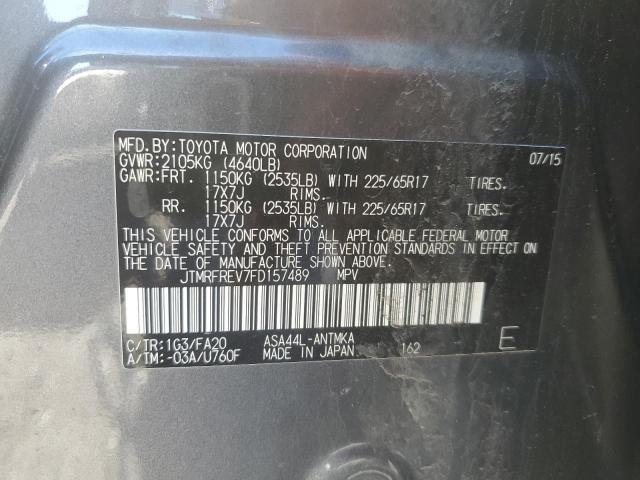 MFD.BY:TOYOTA MOTOR CORPORATION 07/15
GVWR:2105KG (4640LB)
GAWR:FRT. 1150KG (2535LB) WITH 225/65R17 TIRES.
17X7J RIMS.
RR. 1150KG (2535LB) WITH 225/65R17 TIRES.
17X7J RIMS.
THIS VEHICLE CONFORMS TO ALL APPLICABLE FEDERAL MOTOR
VEHICLE SAFETY AND THEFT PREVENTION STANDARDS IN EFFECT ON
THE DATE OF MANUFACTURE SHOWN ABOVE.
JTMRFREV7FD157489 MPV
C/TR:1G3/FA20 ASA44L-ANTMKA
A/TM:-03A/U760F MADE IN JAPAN 162 E